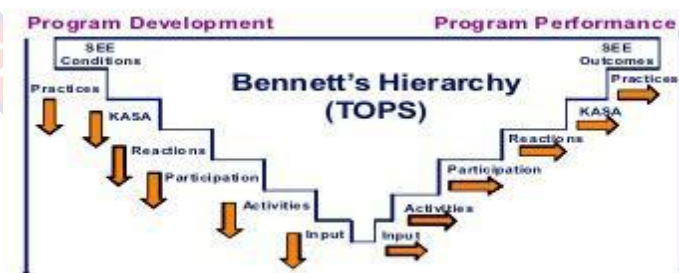 Program Development Program Performance
SEE Conditions
SEE Outcomes
Bennett's Hierarchy
(TOPS)
Practices
KASA
Reactions
Participation
Activities
Input
Practices
KASA
Reactions
Participation
Activities
Input